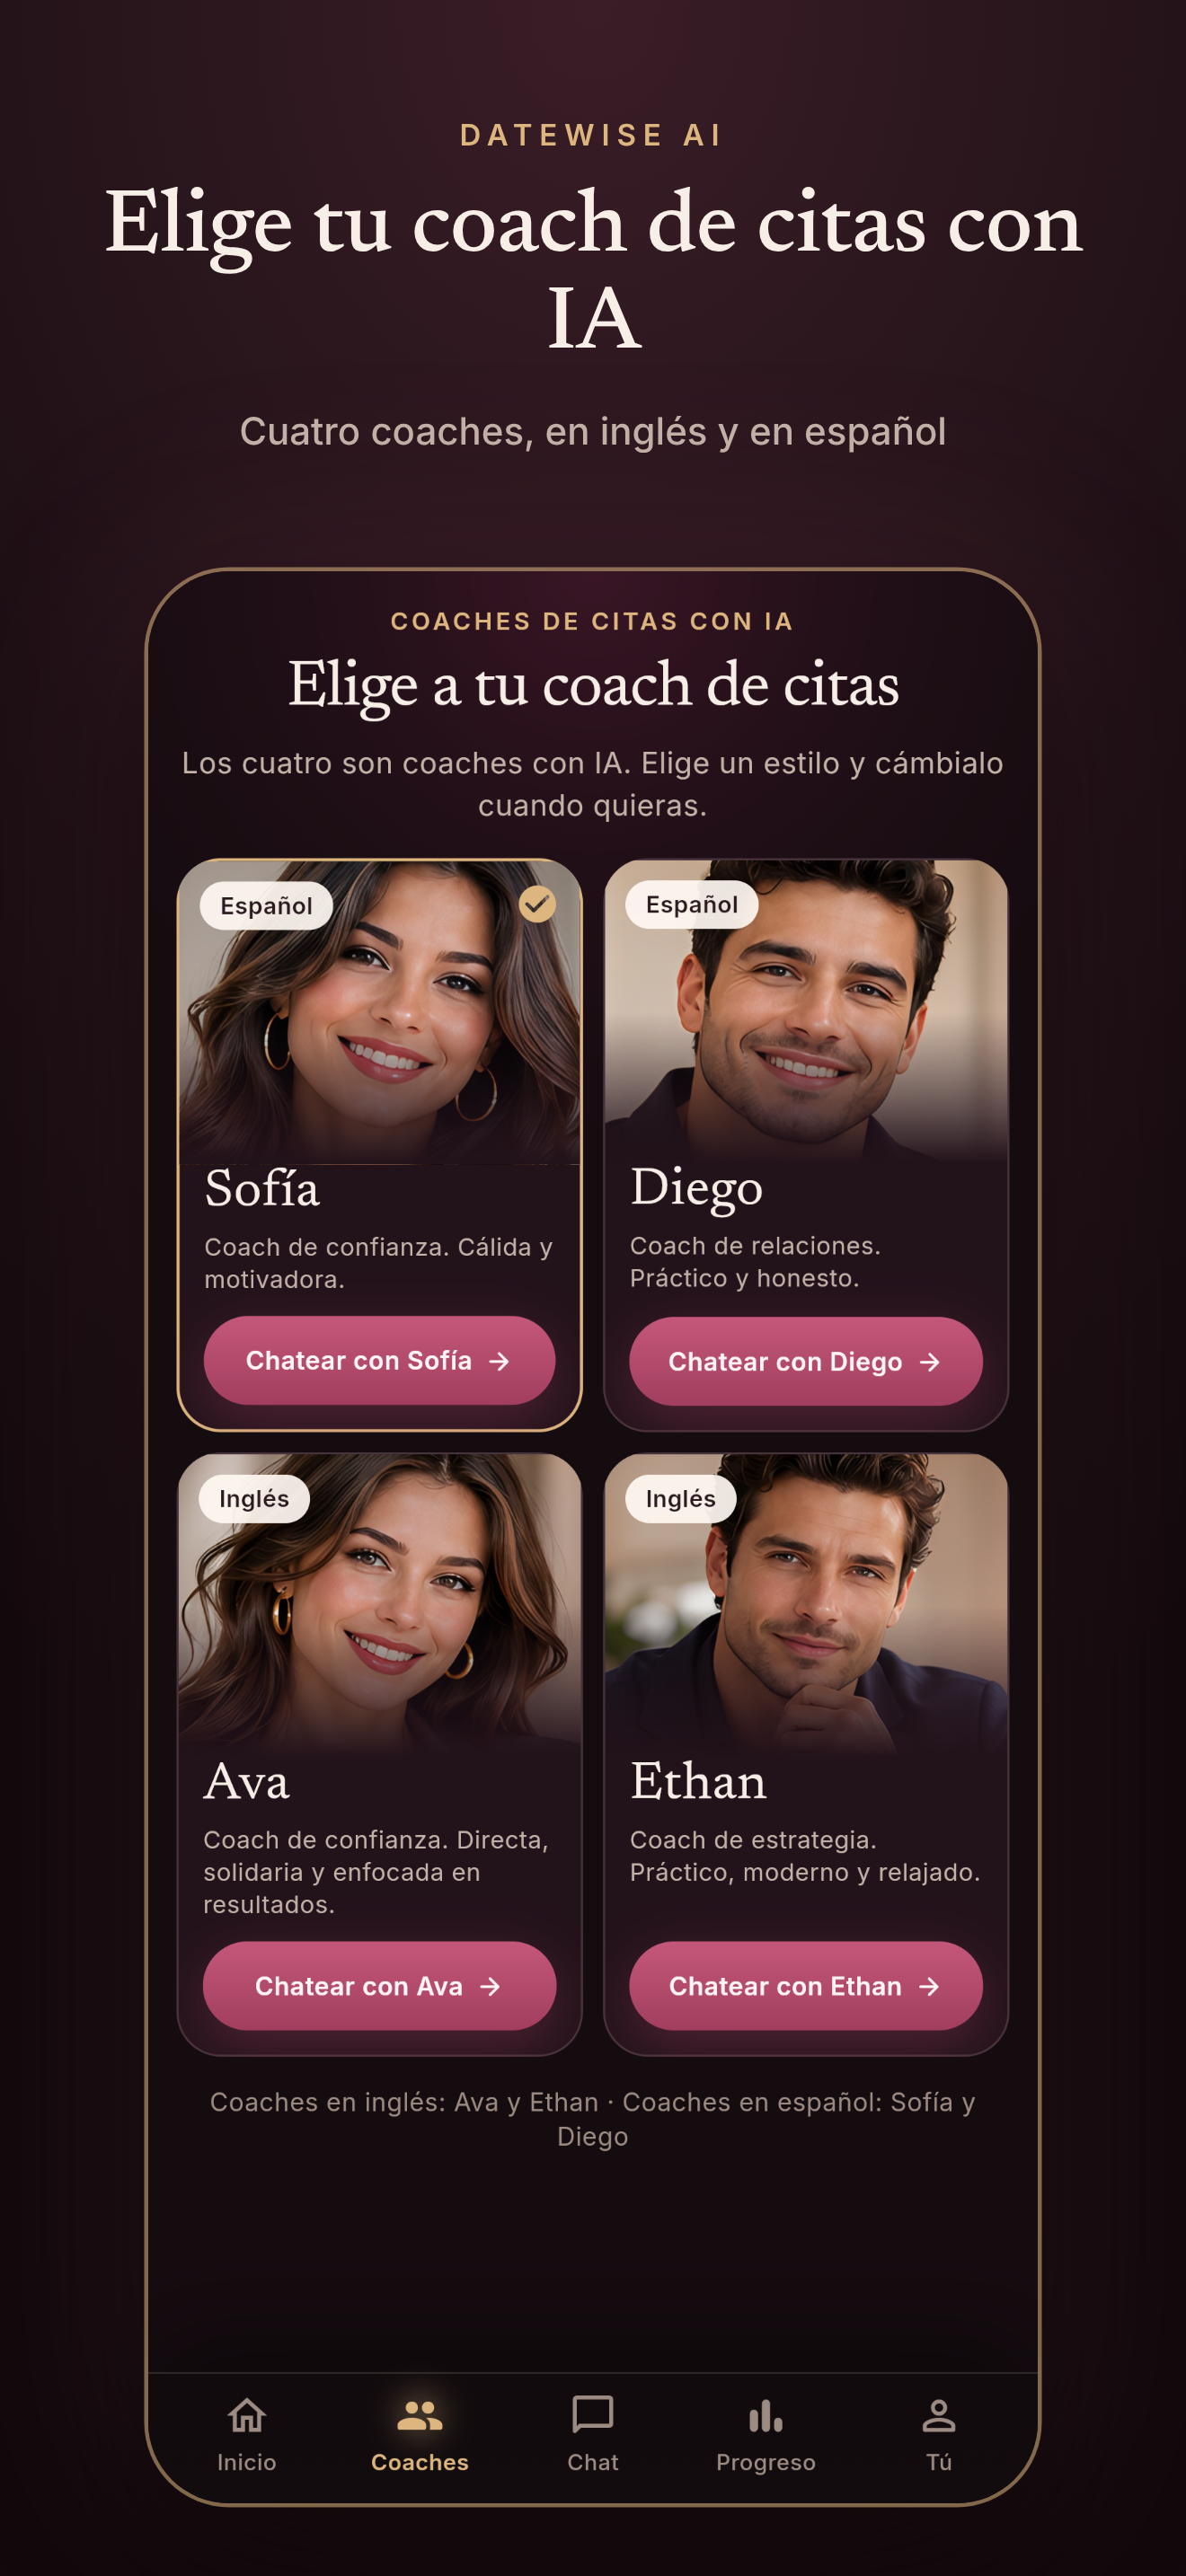 DATEWISE AI
Elige tu coach de citas con
IA
Cuatro coaches, en inglés y en español
COACHES DE CITAS CON IA
Elige a tu coach de citas
Los cuatro son coaches con IA. Elige un estilo y cámbialo
cuando quieras.
Español
Español
Sofía
Coach de confianza. Cálida y
motivadora.
Chatear con Sofía →
Diego
Coach de relaciones.
Práctico y honesto.
Chatear con Diego →
Inglés
Inglés
Ava
Coach de confianza. Directa,
solidaria y enfocada en
resultados.
Chatear con Ava →
Ethan
Coach de estrategia.
Práctico, moderno y relajado.
Chatear con Ethan →
Coaches en inglés: Ava y Ethan · Coaches en español: Sofía y
Diego
Inicio
Coaches
Chat
Progreso
Tú